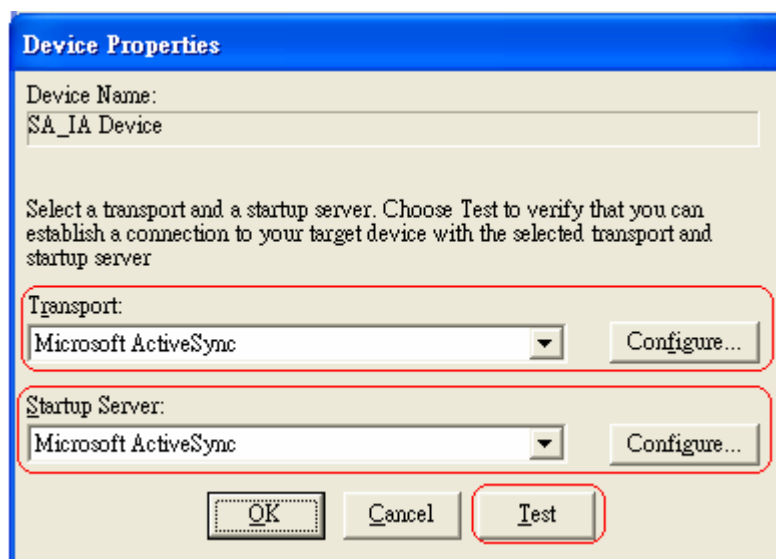 Device Properties
Device Name:
SA_IA Device
Select a transport and a startup server. Choose Test to verify that you can
establish a connection to your target device with the selected transport and
startup server
Transport:
Microsoft ActiveSync
Configure...
Startup Server:
Microsoft ActiveSync
Configure...
OK Cancel Test